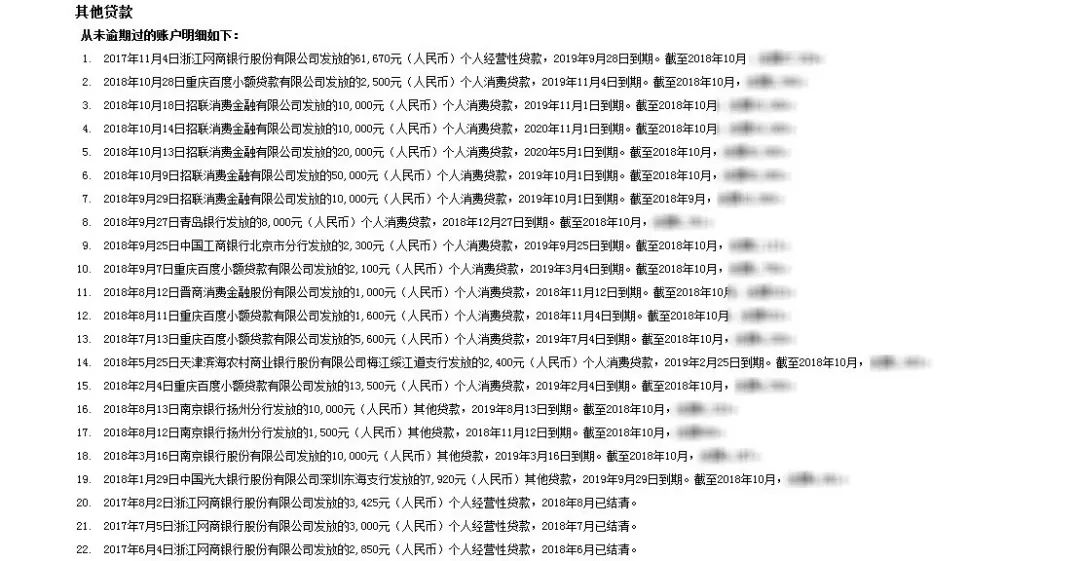 其他贷款
从未逾期过的账户明细如下：
1. 2017年11月4日浙江网商银行股份有限公司发放的61,670元（人民币）个人经营性贷款，2019年9月28日到期。截至2018年10月
2. 2018年10月28日重庆百度小额贷款有限公司发放的2,500元（人民币）个人消费贷款，2019年11月4日到期。截至2018年10月，
3. 2018年10月18日招联消费金融有限公司发放的10,000元（人民币）个人消费贷款，2019年11月1日到期。截至2018年10月
4. 2018年10月14日招联消费金融有限公司发放的10,000元（人民币）个人消费贷款，2020年11月1日到期。截至2018年10月
5. 2018年10月13日招联消费金融有限公司发放的20,000元（人民币）个人消费贷款，2020年5月1日到期。截至2018年10月，
6. 2018年10月9日招联消费金融有限公司发放的50,000元（人民币）个人消费贷款，2019年10月1日到期。截至2018年10月，
7. 2018年9月29日招联消费金融有限公司发放的10,000元（人民币）个人消费贷款，2019年10月1日到期。截至2018年9月，
8. 2018年9月27日青岛银行发放的8,000元（人民币）个人消费贷款，2018年12月27日到期。截至2018年10月，
9. 2018年9月25日中国工商银行北京市分行发放的2,300元（人民币）个人消费贷款，2019年9月25日到期。截至2018年10月，
10. 2018年9月7日重庆百度小额贷款有限公司发放的2,100元（人民币）个人消费贷款，2019年3月4日到期。截至2018年10月，
11. 2018年8月12日晋商消费金融股份有限公司发放的1,000元（人民币）个人消费贷款，2018年11月12日到期。截至2018年10月
12. 2018年8月11日重庆百度小额贷款有限公司发放的1,600元（人民币）个人消费贷款，2018年11月4日到期。截至2018年10月
13. 2018年7月13日重庆百度小额贷款有限公司发放的5,600元（人民币）个人消费贷款，2019年7月4日到期。截至2018年10月，
14. 2018年5月25日天津滨海农村商业银行股份有限公司梅江绥江道支行发放的2,400元（人民币）个人消费贷款，2019年2月25日到期。截至2018年10月，
15. 2018年2月4日重庆百度小额贷款有限公司发放的13,500元（人民币）个人消费贷款，2019年2月4日到期。截至2018年10月，
16. 2018年8月13日南京银行扬州分行发放的10,000元（人民币）其他贷款，2019年8月13日到期。截至2018年10月，
17. 2018年8月12日南京银行扬州分行发放的1,500元（人民币）其他贷款，2018年11月12日到期。截至2018年10月，
18. 2018年3月16日南京银行股份有限公司发放的10,000元（人民币）其他贷款，2019年3月16日到期。截至2018年10月，
19. 2018年1月29日中国光大银行股份有限公司深圳东海支行发放的7,920元（人民币）其他贷款，2019年9月29日到期。截至2018年10月，
20. 2017年8月2日浙江网商银行股份有限公司发放的3,425元（人民币）个人经营性贷款，2018年8月已结清。
21. 2017年7月5日浙江网商银行股份有限公司发放的3,000元（人民币）个人经营性贷款，2018年7月已结清。
22. 2017年6月4日浙江网商银行股份有限公司发放的2,850元（人民币）个人经营性贷款，2018年6月已结清。